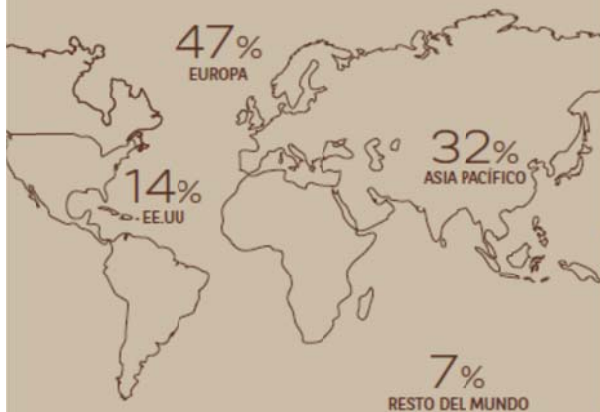 47%
EUROPA
32%
ASIA PACÍFICO
14%
EE.UU
7%
RESTO DEL MUNDO